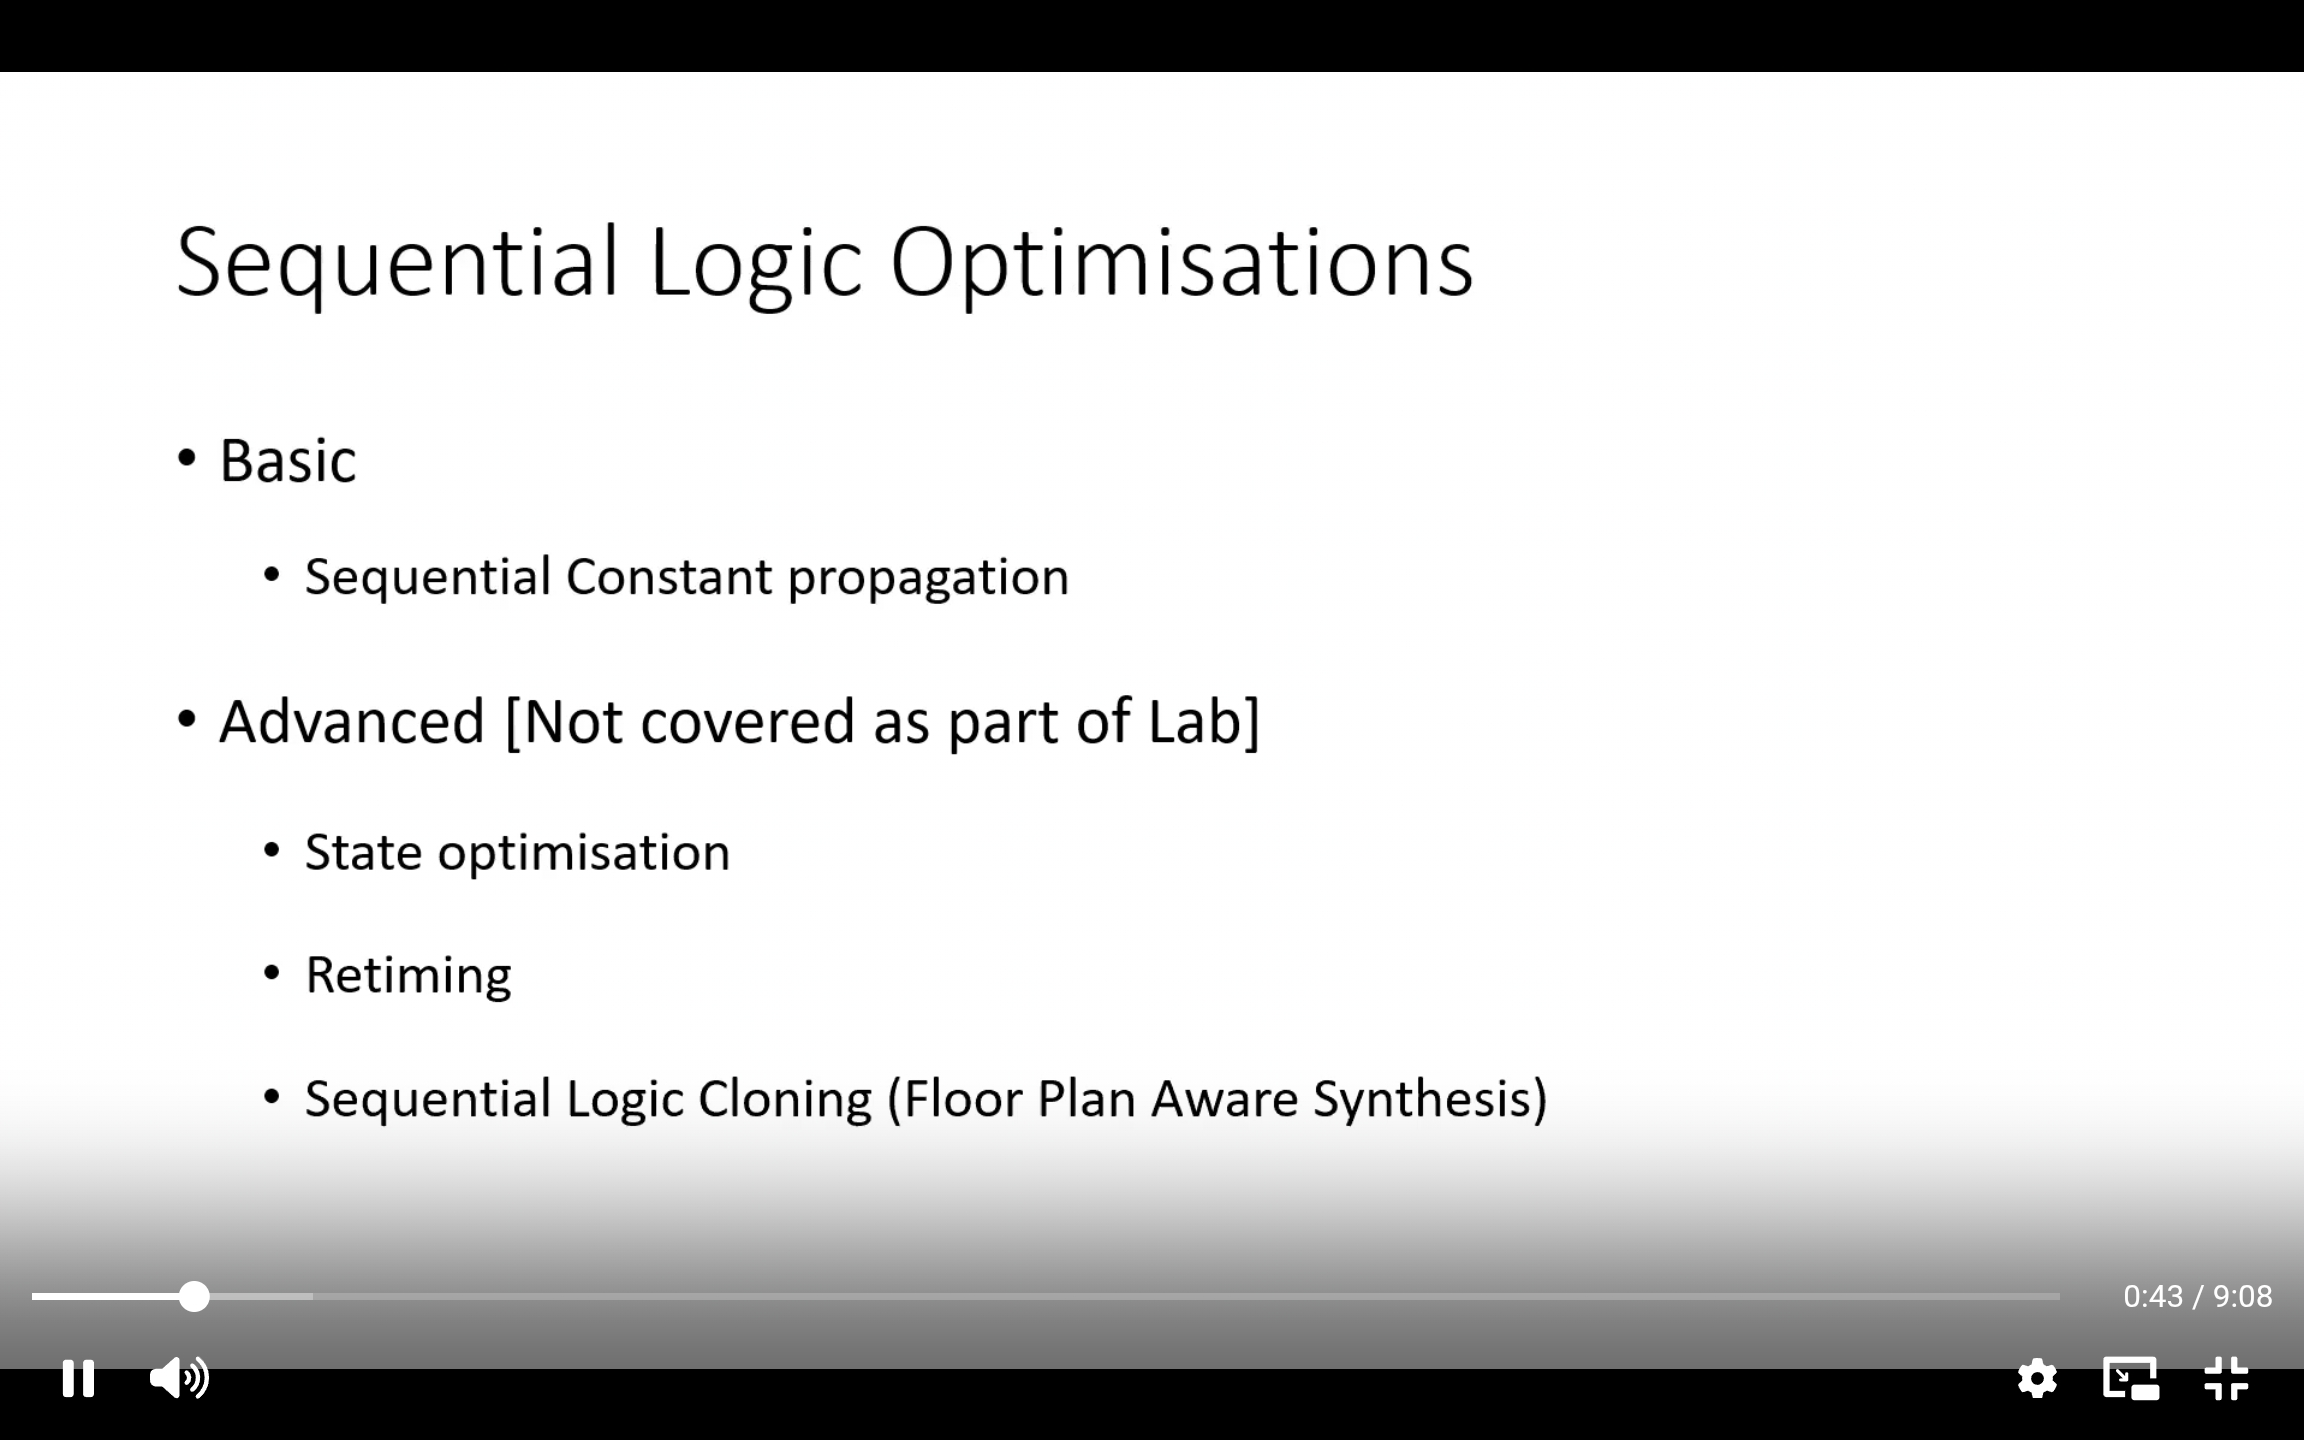 Sequential Logic Optimisations
• Basic
• Sequential Constant propagation
• Advanced [Not covered as part of Lab]
• State optimisation
• Retiming
• Sequential Logic Cloning (Floor Plan Aware Synthesis)
0:43 / 9:08